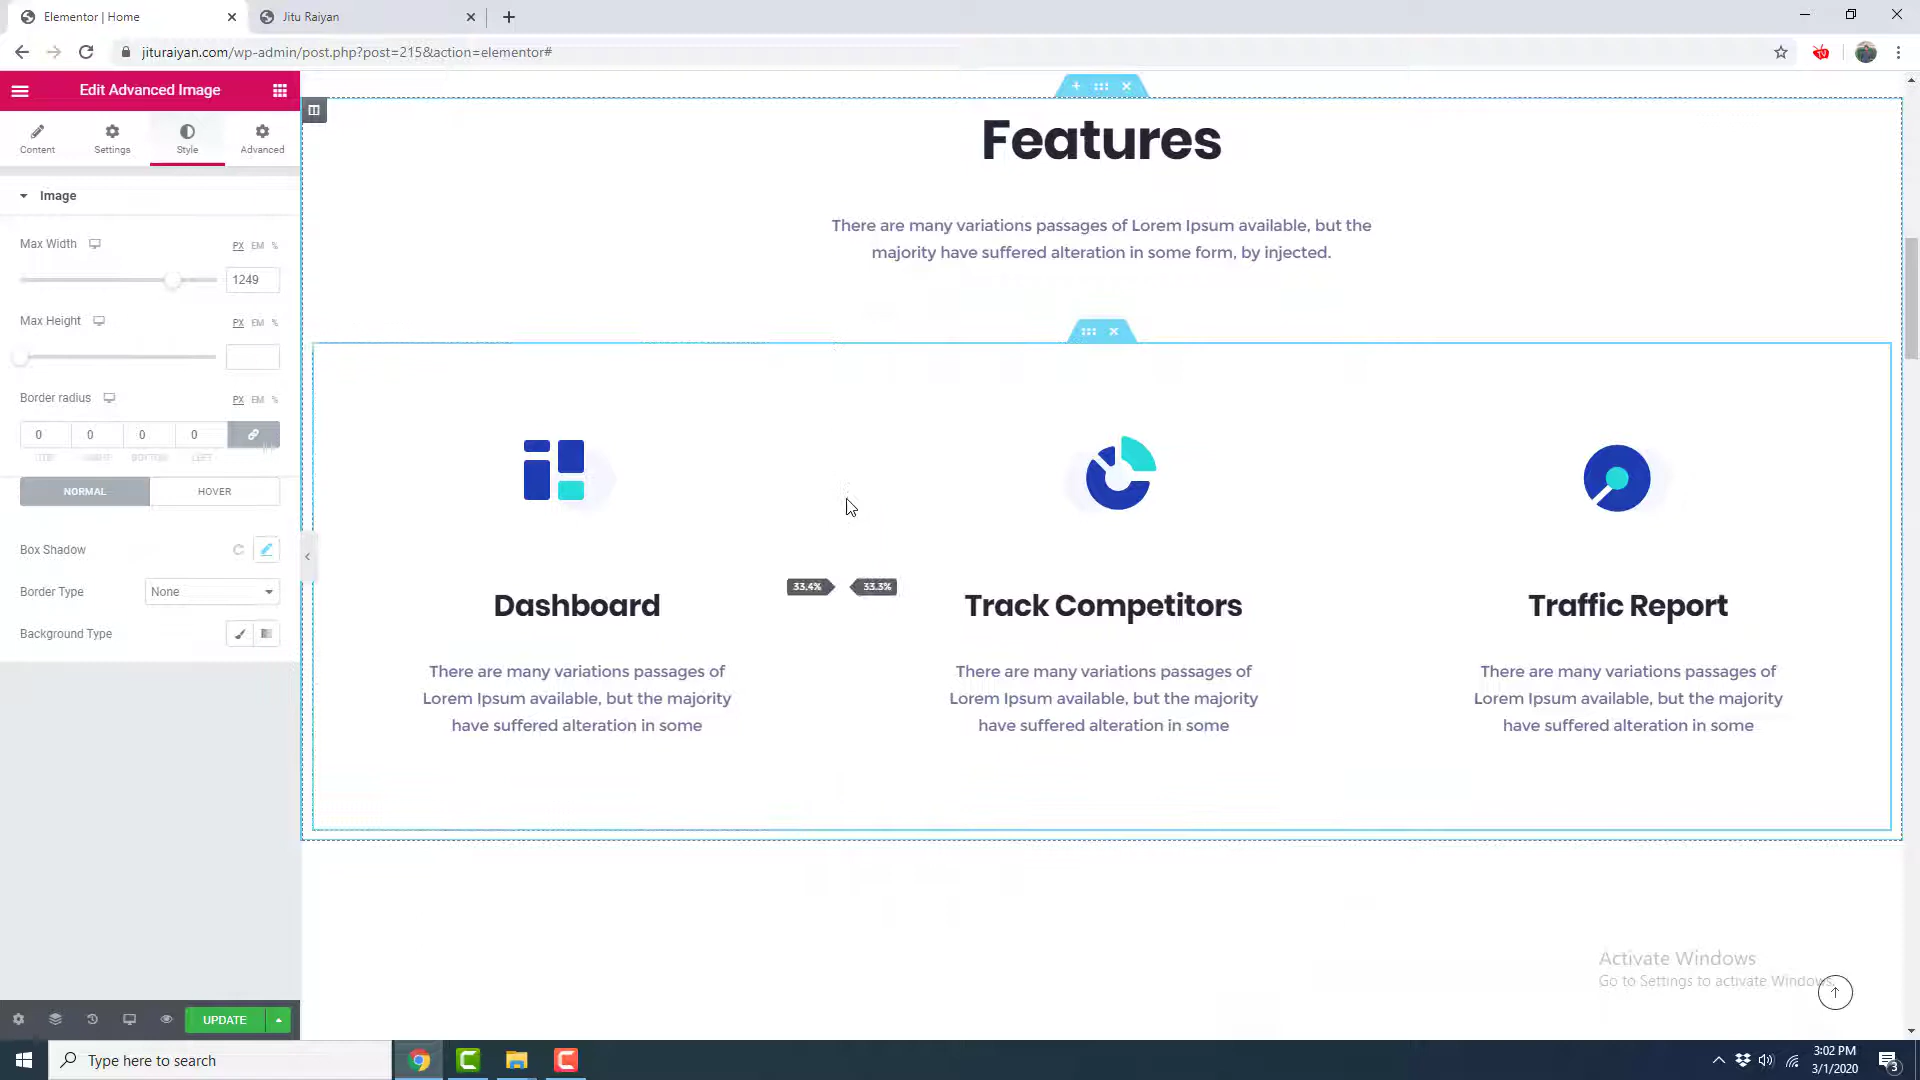 Elementor | Home
Jitu Raiyan
jituraiyan.com/wp-admin/post.php?post=215&action=elementor#
Edit Advanced Image
Content
Settings
Style
Advanced
Image
Max Width
PX EM %
1249
Max Height
PX EM %
Border radius
PX EM %
0
0
0
0
TOP
RIGHT
BOTTOM
LEFT
NORMAL
HOVER
Box Shadow
Border Type
None
Background Type
UPDATE
Features
There are many variations passages of Lorem Ipsum available, but the
majority have suffered alteration in some form, by injected.
33.4%
33.3%
Dashboard
There are many variations passages of
Lorem Ipsum available, but the majority
have suffered alteration in some
Track Competitors
There are many variations passages of
Lorem Ipsum available, but the majority
have suffered alteration in some
Traffic Report
There are many variations passages of
Lorem Ipsum available, but the majority
have suffered alteration in some
Activate Windows
Go to Settings to activate Windows.
Type here to search
3:02 PM
3/1/2020
3